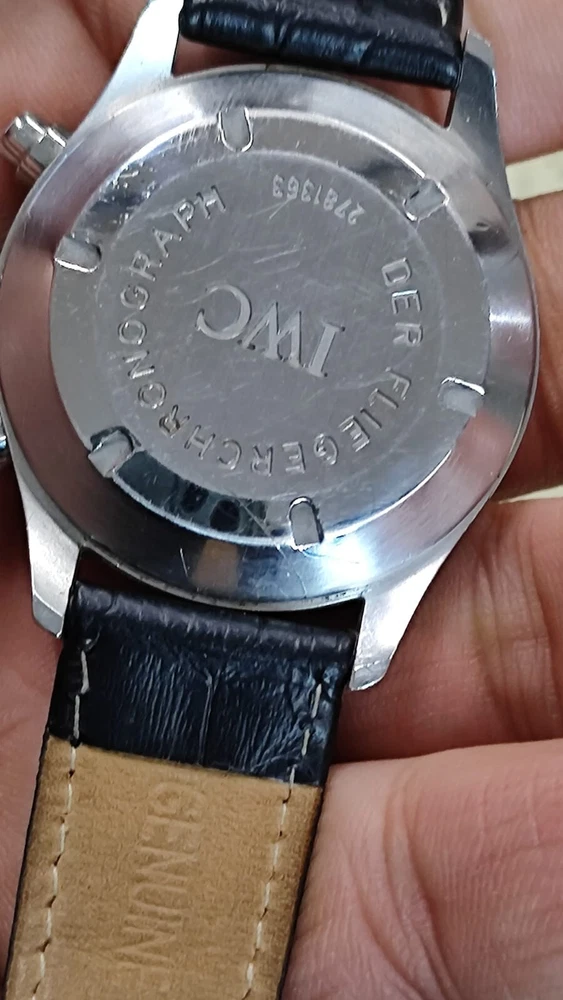 2781363
IWC
DER FLIEGERCHRONOGRAPH
GENUIN